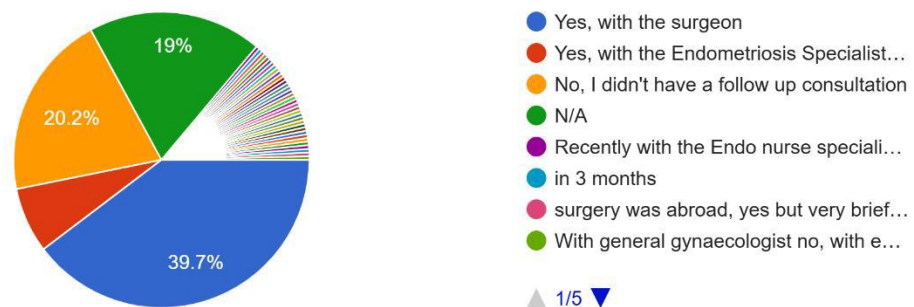 19%
20.2%
39.7%
Yes, with the surgeon
Yes, with the Endometriosis Specialist…
No, I didn't have a follow up consultation
N/A
Recently with the Endo nurse speciali…
in 3 months
surgery was abroad, yes but very brief…
With general gynaecologist no, with e…
1/5